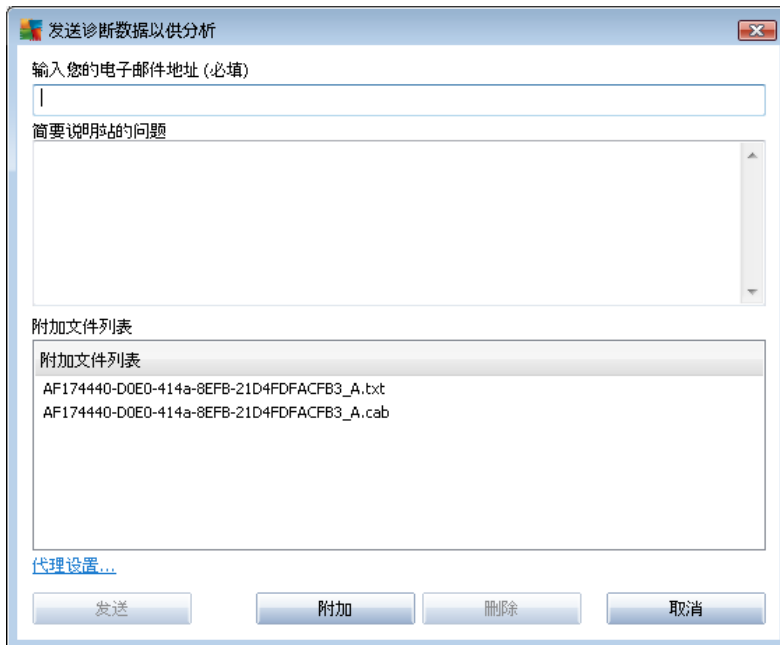 发送诊断数据以供分析
输入您的电子邮件地址 (必填)
简要说明站的问题
附加文件列表
附加文件列表
AF174440-D0E0-414a-8EFB-21D4FDFACFB3_A.txt
AF174440-D0E0-414a-8EFB-21D4FDFACFB3_A.cab
代理设置...
发送 附加 删除 取消